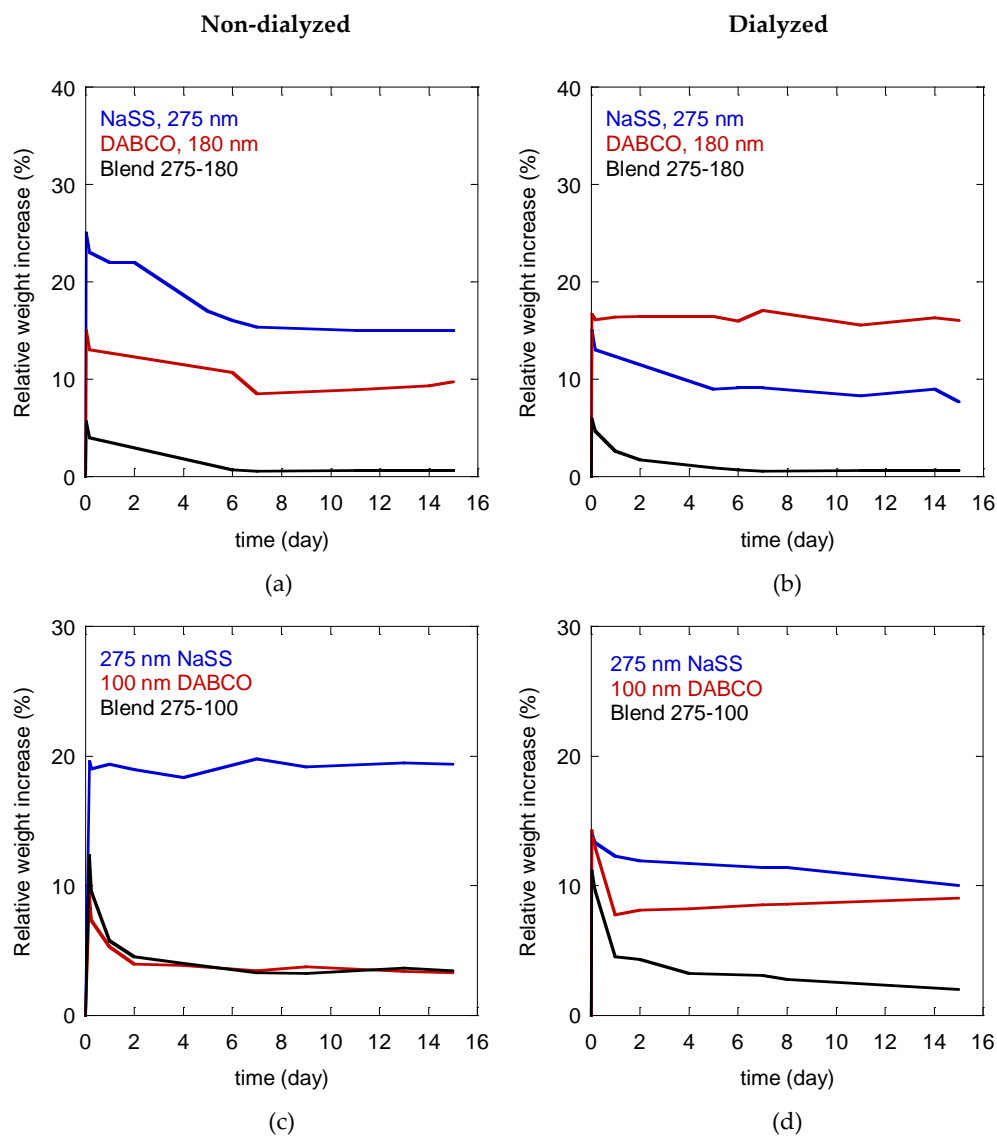 Non-dialyzed
Dialyzed
40
30
20
10
0
0 2 4 6 8 10 12 14 16
Relative weight increase (%)
time (day)
NaSS, 275 nm
DABCO, 180 nm
Blend 275-180
(a)
40
30
20
10
0
0 2 4 6 8 10 12 14 16
Relative weight increase (%)
time (day)
NaSS, 275 nm
DABCO, 180 nm
Blend 275-180
(b)
30
20
10
0
0 2 4 6 8 10 12 14 16
Relative weight increase (%)
time (day)
275 nm NaSS
100 nm DABCO
Blend 275-100
(c)
30
20
10
0
0 2 4 6 8 10 12 14 16
Relative weight increase (%)
time (day)
275 nm NaSS
100 nm DABCO
Blend 275-100
(d)